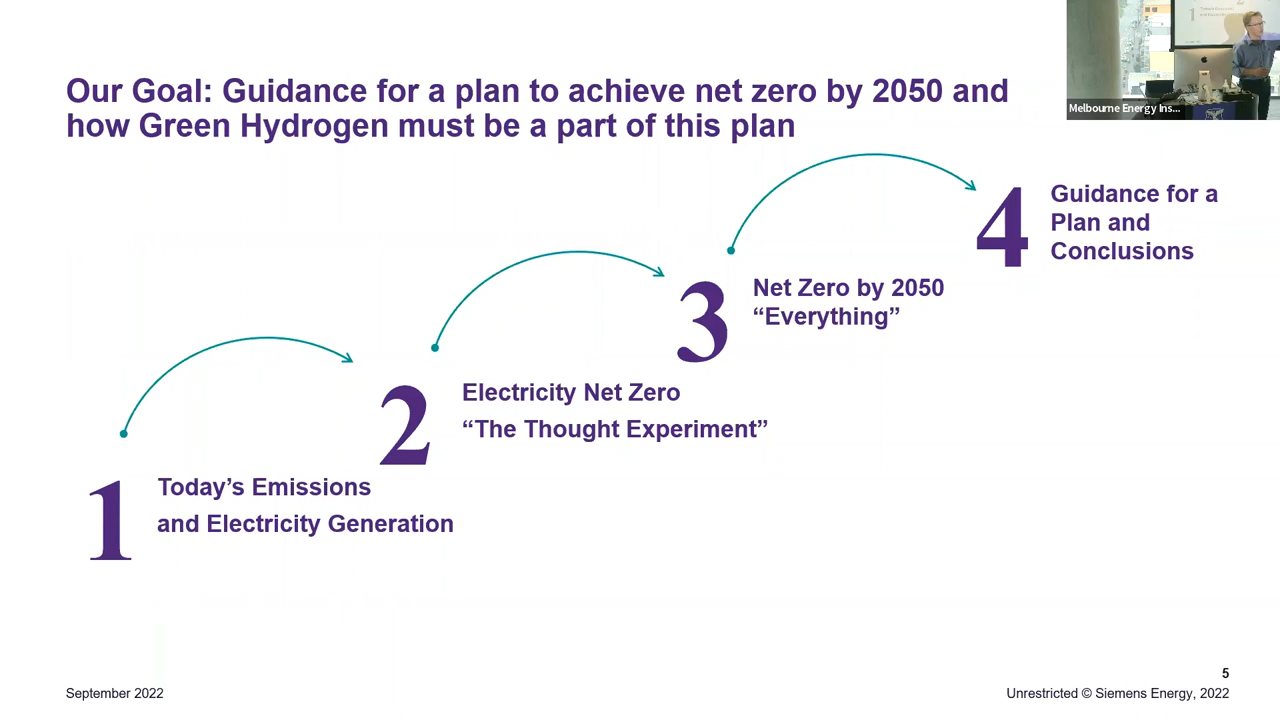 Our Goal: Guidance for a plan to achieve net zero by 2050 and
how Green Hydrogen must be a part of this plan
Melbourne Energy Ins...
4
Guidance for a
Plan and
Conclusions
3
Net Zero by 2050
“Everything”
2
Electricity Net Zero
“The Thought Experiment”
1
Today’s Emissions
and Electricity Generation
5
September 2022
Unrestricted © Siemens Energy, 2022